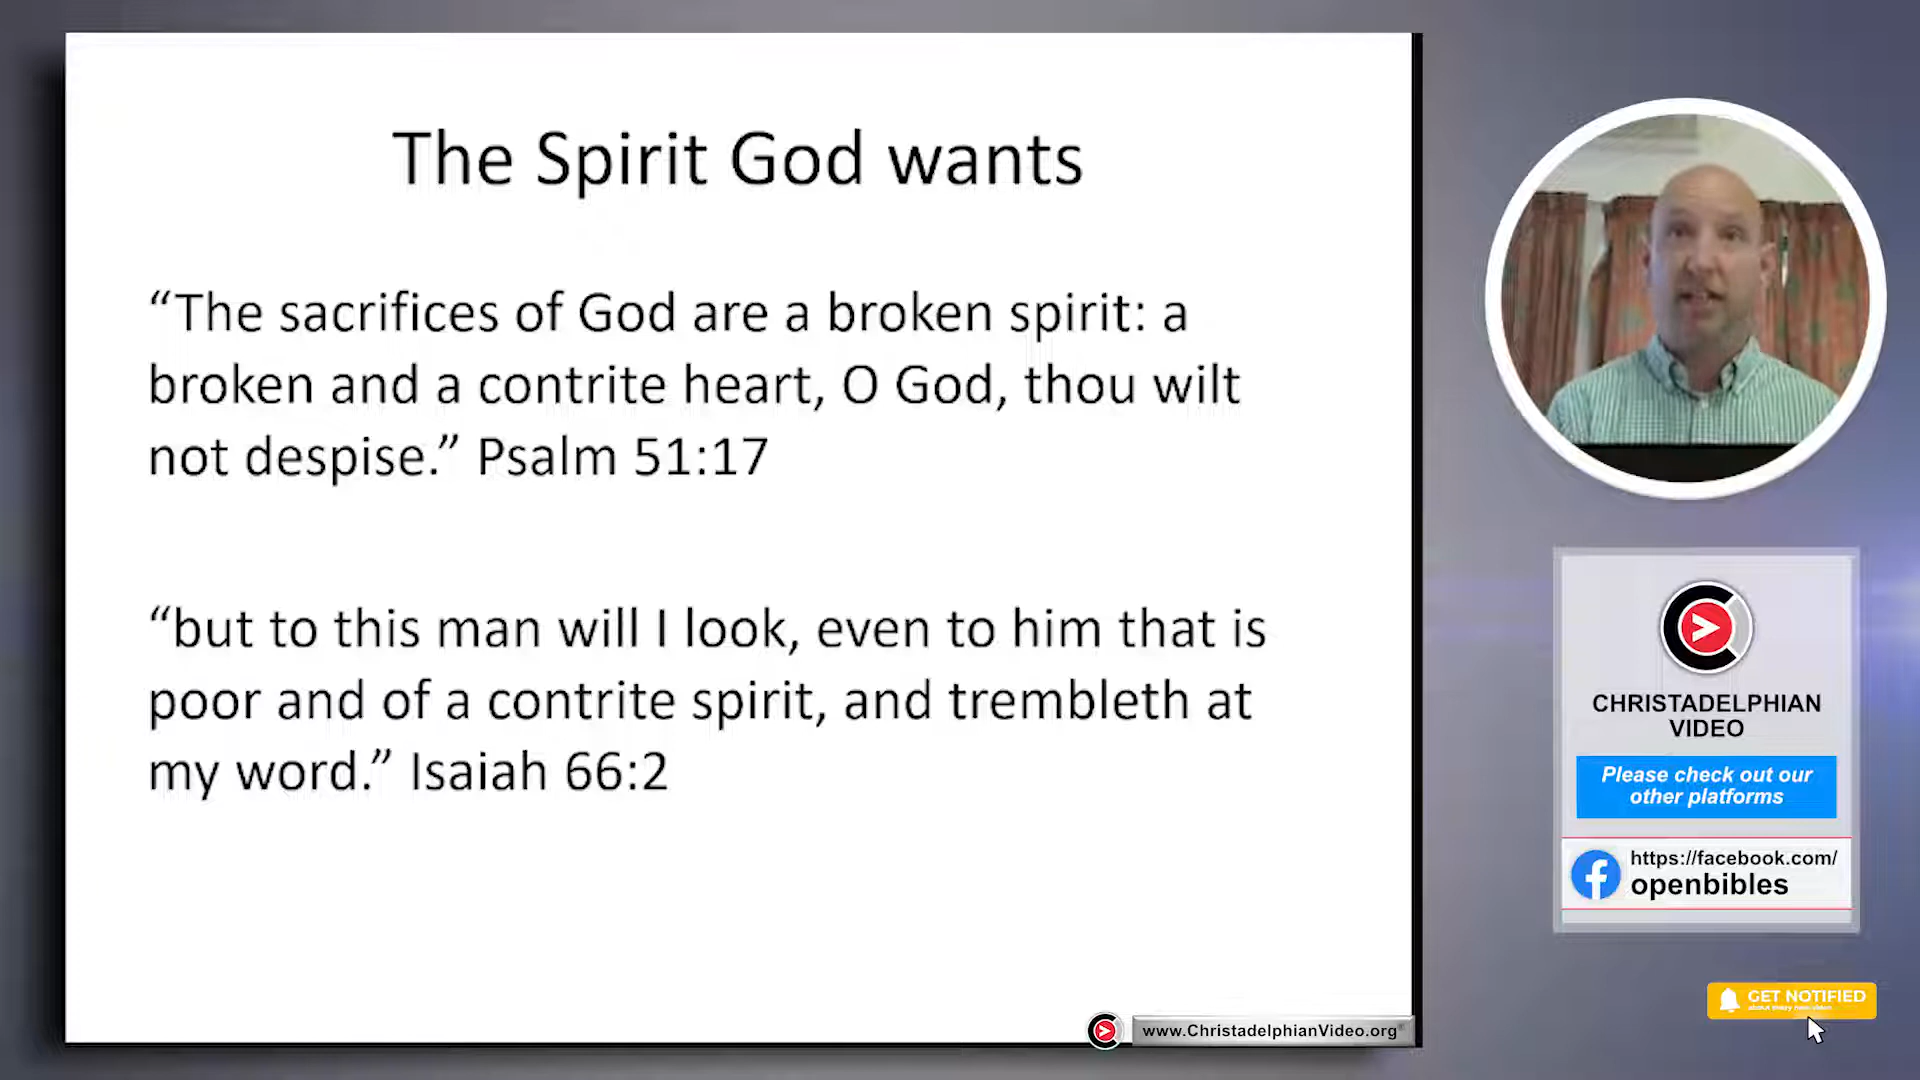 The Spirit God wants
“The sacrifices of God are a broken spirit: a
broken and a contrite heart, O God, thou wilt
not despise.” Psalm 51:17
“but to this man will I look, even to him that is
poor and of a contrite spirit, and trembleth at
my word.” Isaiah 66:2
www.ChristadelphianVideo.org
CHRISTADELPHIAN
VIDEO
Please check out our
other platforms
https://facebook.com/
openbibles
GET NOTIFIED